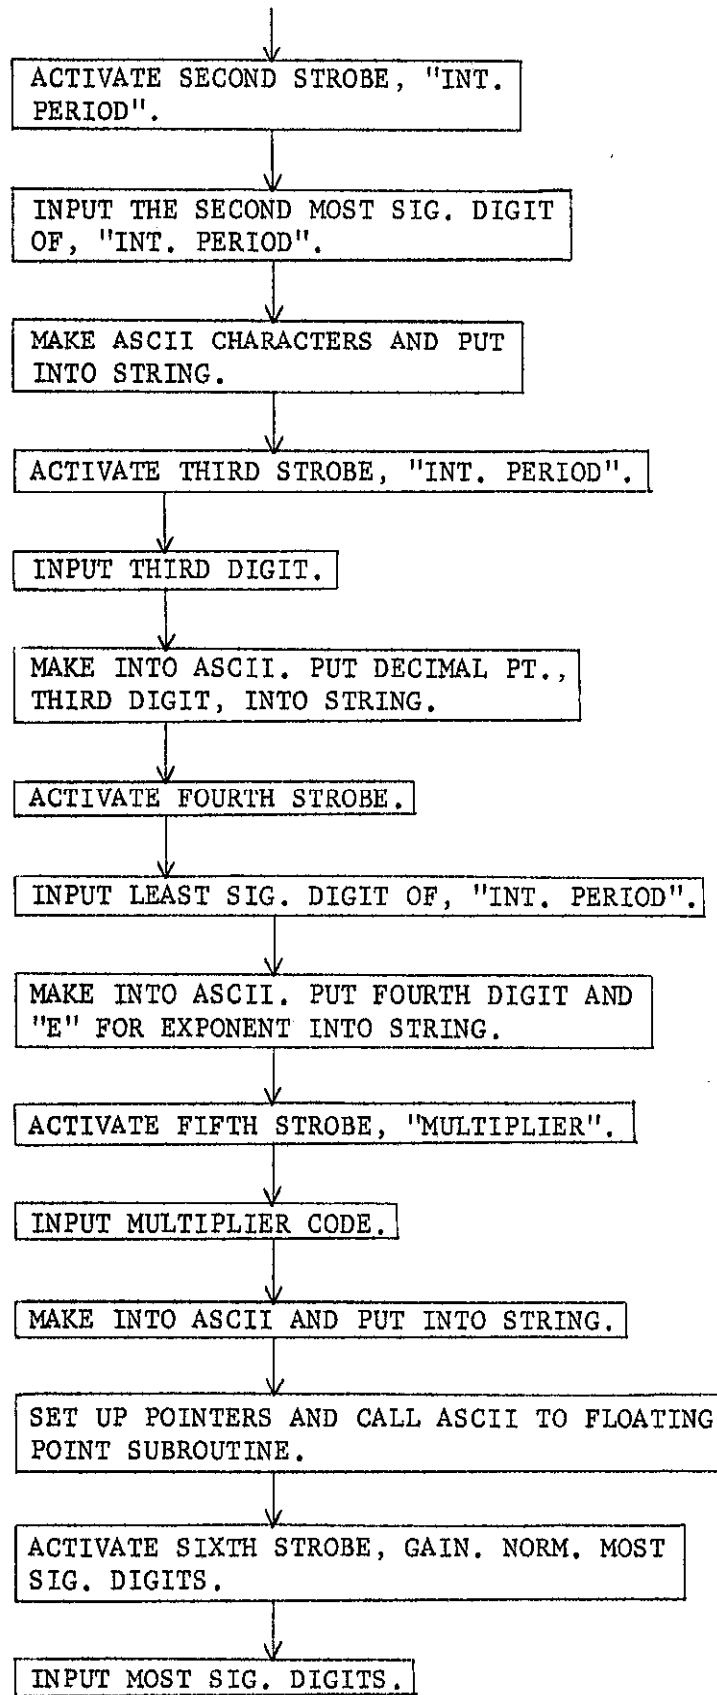 ACTIVATE SECOND STROBE, "INT.
PERIOD".
INPUT THE SECOND MOST SIG. DIGIT
OF, "INT. PERIOD".
MAKE ASCII CHARACTERS AND PUT
INTO STRING.
ACTIVATE THIRD STROBE, "INT. PERIOD".
INPUT THIRD DIGIT.
MAKE INTO ASCII. PUT DECIMAL PT.,
THIRD DIGIT, INTO STRING.
ACTIVATE FOURTH STROBE.
INPUT LEAST SIG. DIGIT OF, "INT. PERIOD".
MAKE INTO ASCII. PUT FOURTH DIGIT AND
"E" FOR EXPONENT INTO STRING.
ACTIVATE FIFTH STROBE, "MULTIPLIER".
INPUT MULTIPLIER CODE.
MAKE INTO ASCII AND PUT INTO STRING.
SET UP POINTERS AND CALL ASCII TO FLOATING
POINT SUBROUTINE.
ACTIVATE SIXTH STROBE, GAIN. NORM. MOST
SIG. DIGITS.
INPUT MOST SIG. DIGITS.